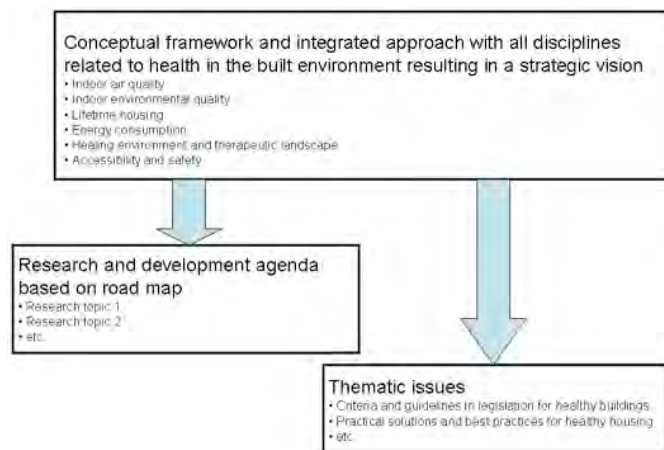 Conceptual framework and integrated approach with all disciplines
related to health in the built environment resulting in a strategic vision
• Indoor air quality
• Indoor environmental quality
• Lifetime housing
• Energy consumption
• Healing environment and therapeutic landscape
• Accessibility and safety
Research and development agenda
based on road map
• Research topic 1
• Research topic 2
• etc
Thematic issues
• Criteria and guidelines in legislation for healthy buildings
• Practical solutions and best practices for healthy housing
• etc